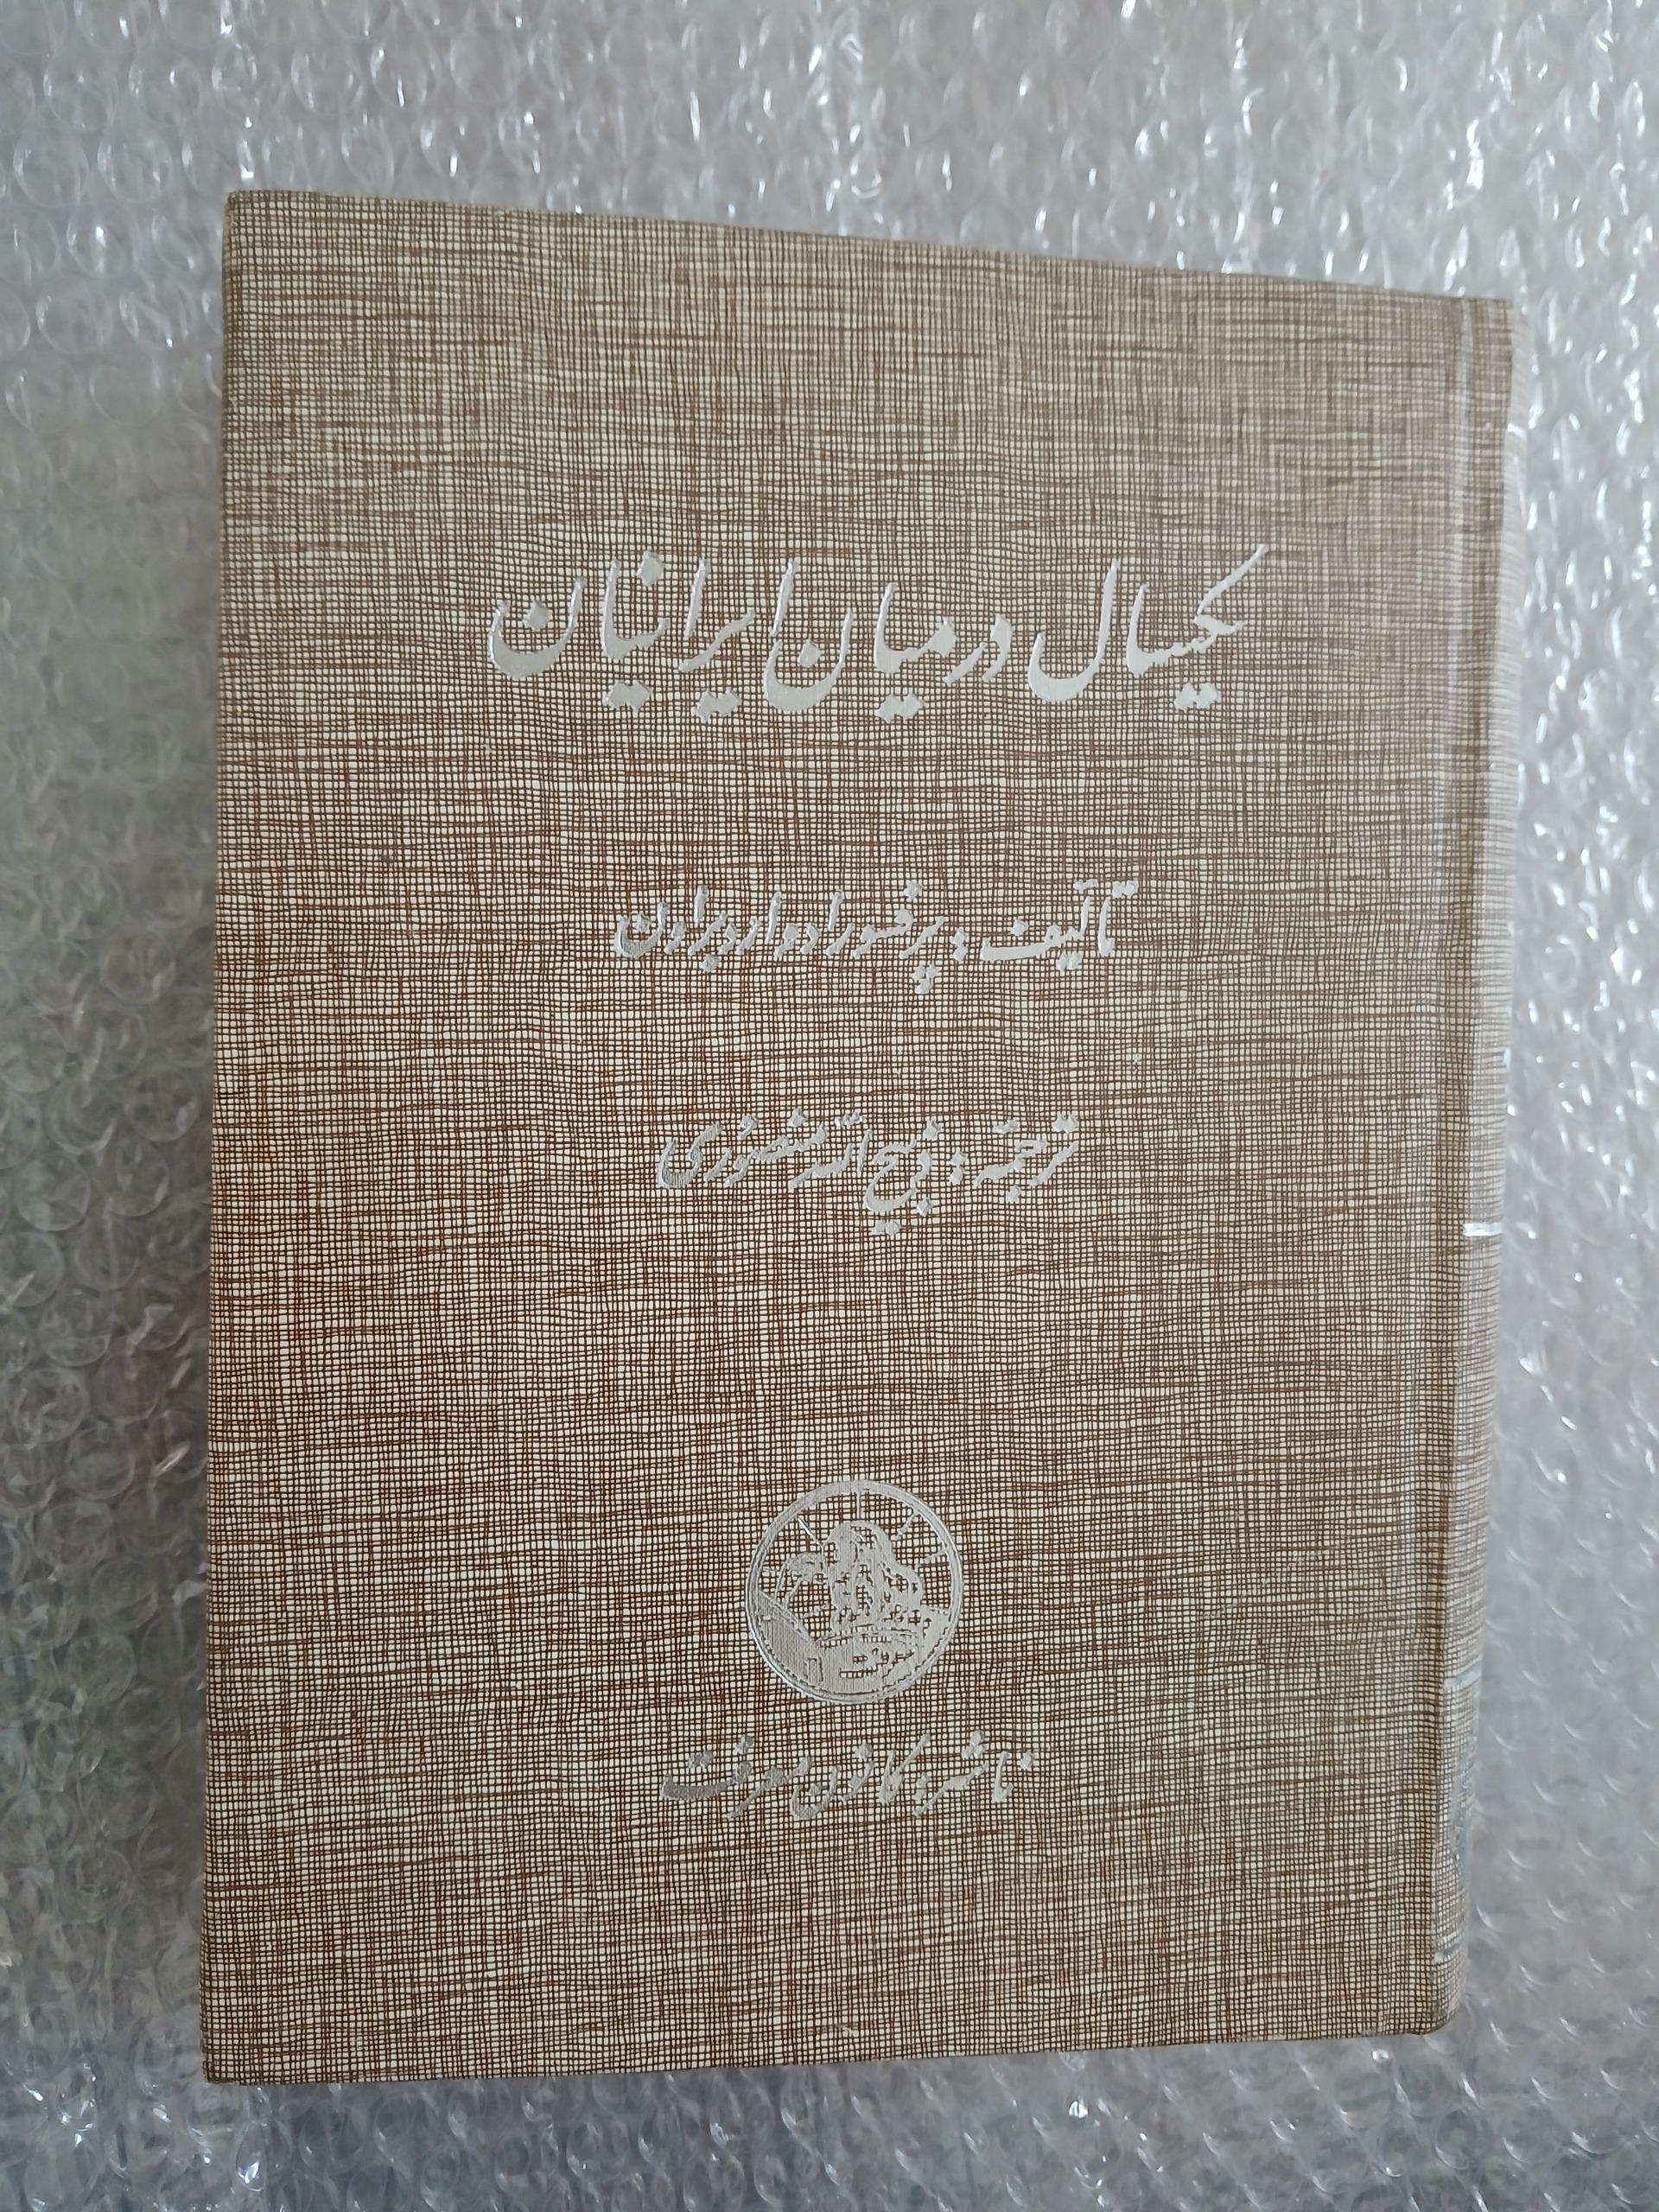 یکسال در میان ایرانیان
تألیف : پرفسور ادوارد براون
ترجمه : ذبیح الله منصوری
ناشر : کانون معرفت